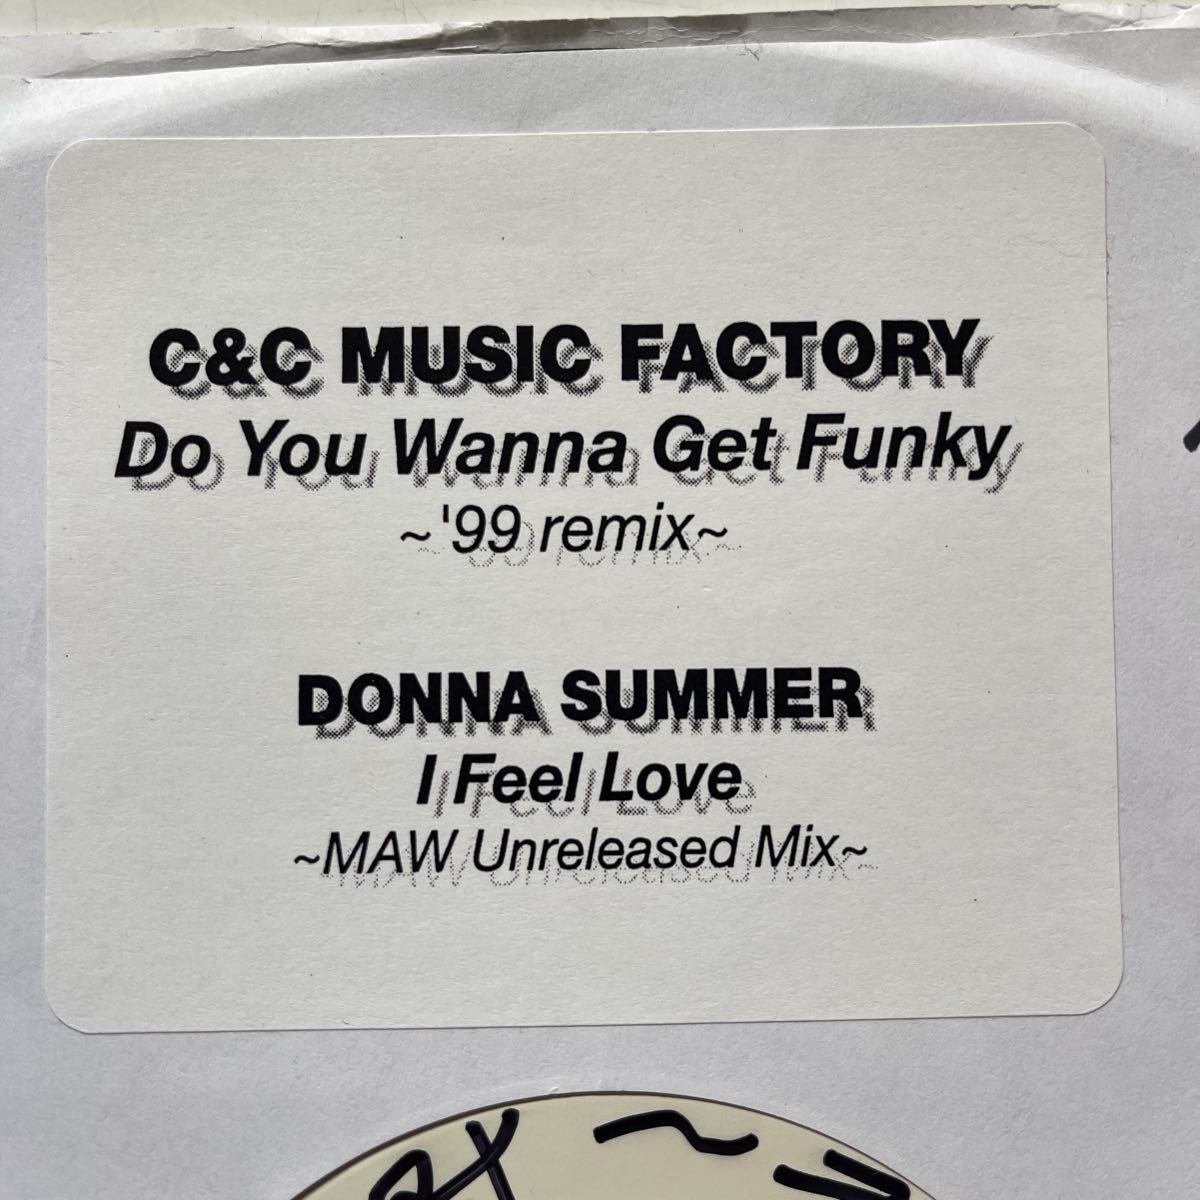 C&C MUSIC FACTORY
Do You Wanna Get Funky
~'99 remix~
DONNA SUMMER
I Feel Love
~MAW Unreleased Mix~